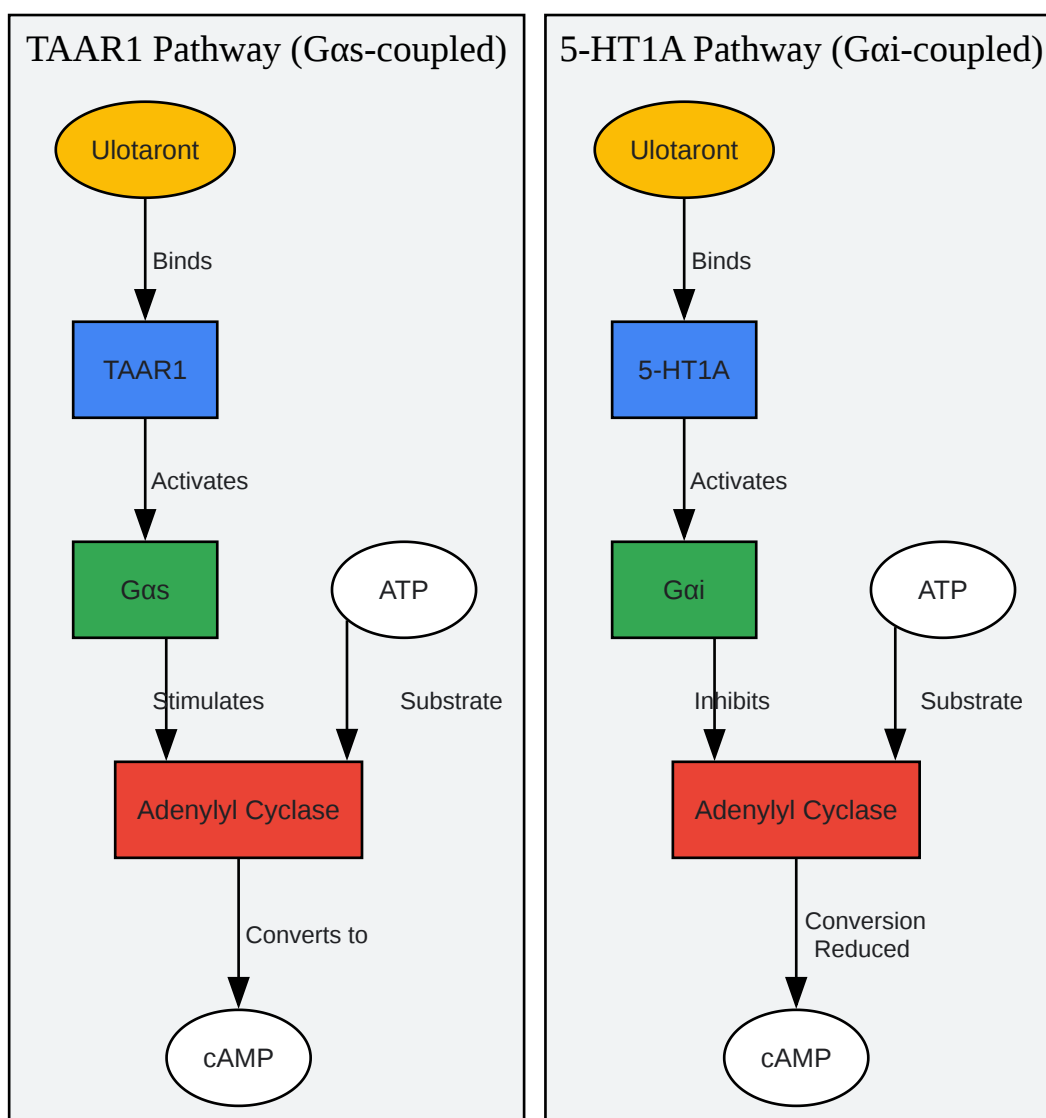 TAAR1 Pathway (Gαs-coupled)
Ulotaront
Binds
TAAR1
Activates
Gαs
ATP
Stimulates
Substrate
Adenylyl Cyclase
Converts to
cAMP
5-HT1A Pathway (Gαi-coupled)
Ulotaront
Binds
5-HT1A
Activates
Gαi
ATP
Inhibits
Substrate
Adenylyl Cyclase
Conversion
Reduced
cAMP